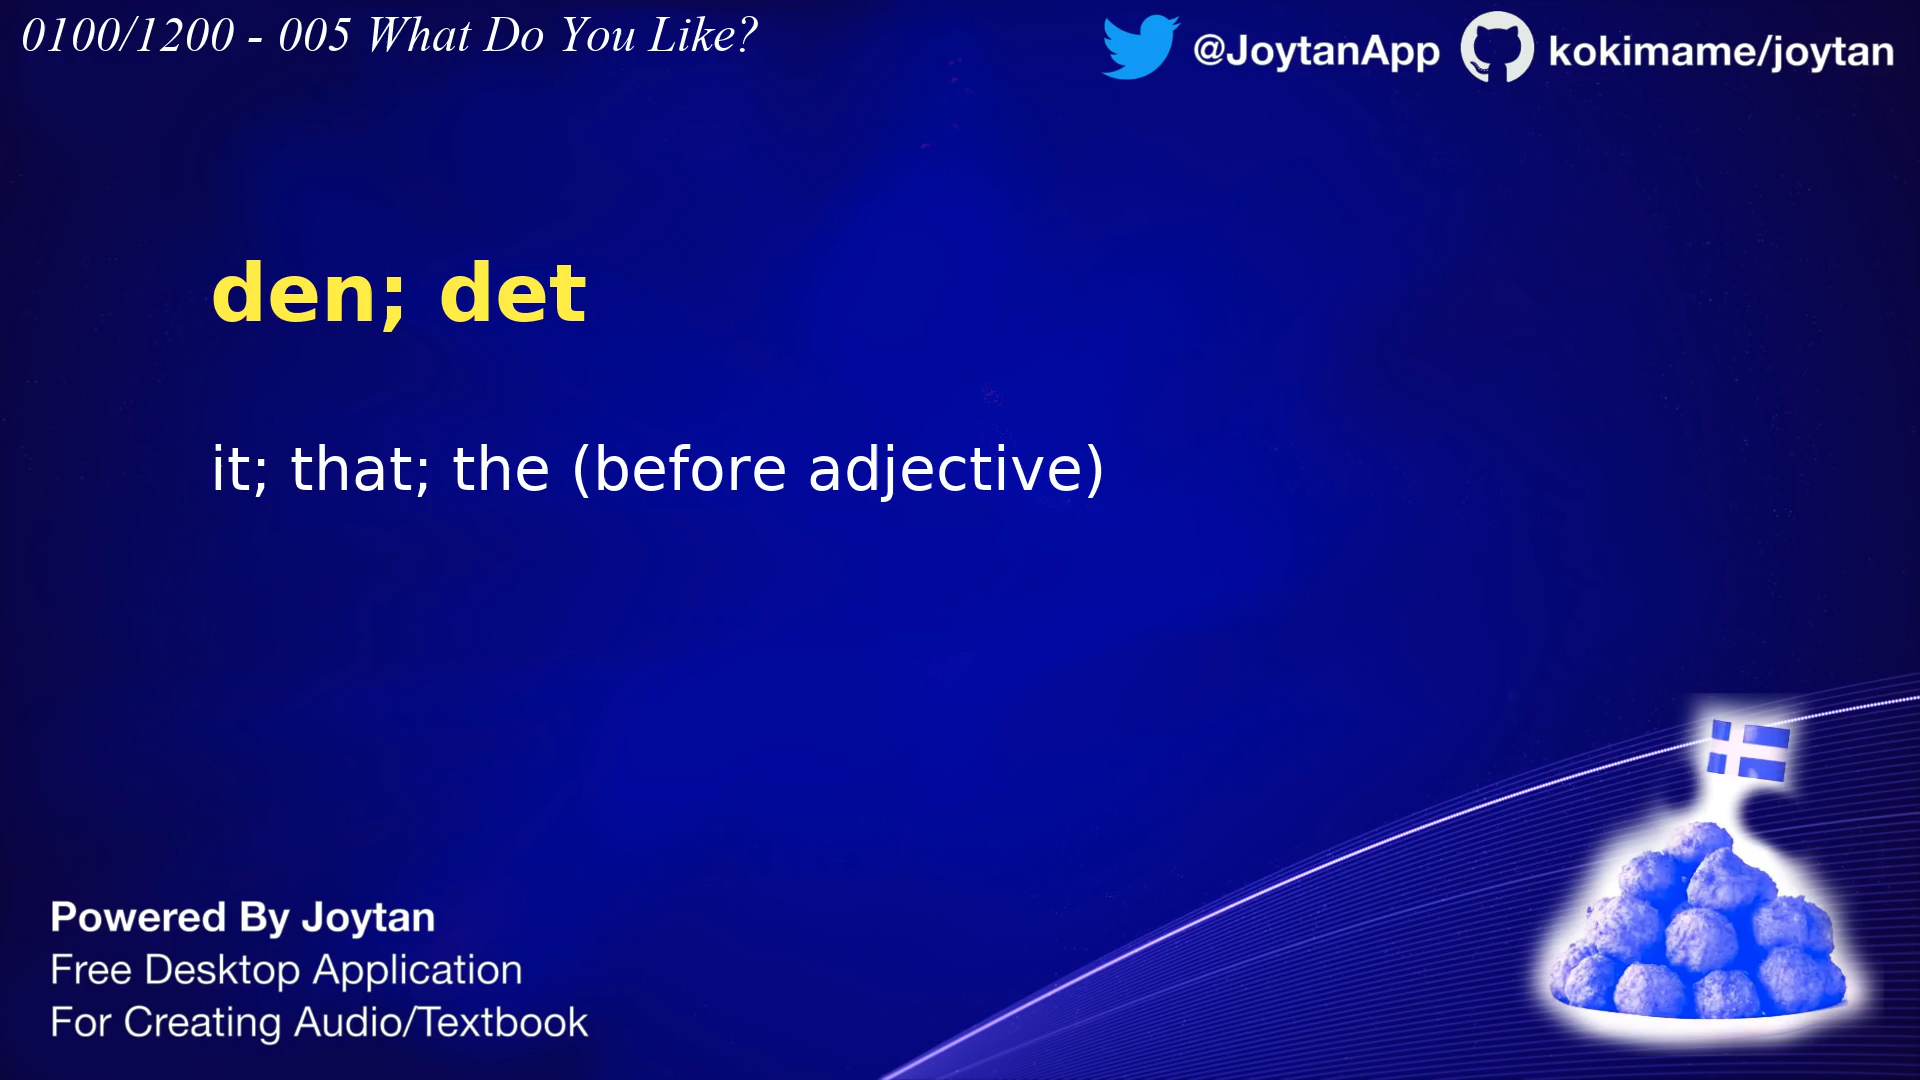 0100/1200 - 005 What Do You Like?
@JoytanApp
kokimame/joytan
den; det
it; that; the (before adjective)
Powered By Joytan
Free Desktop Application
For Creating Audio/Textbook